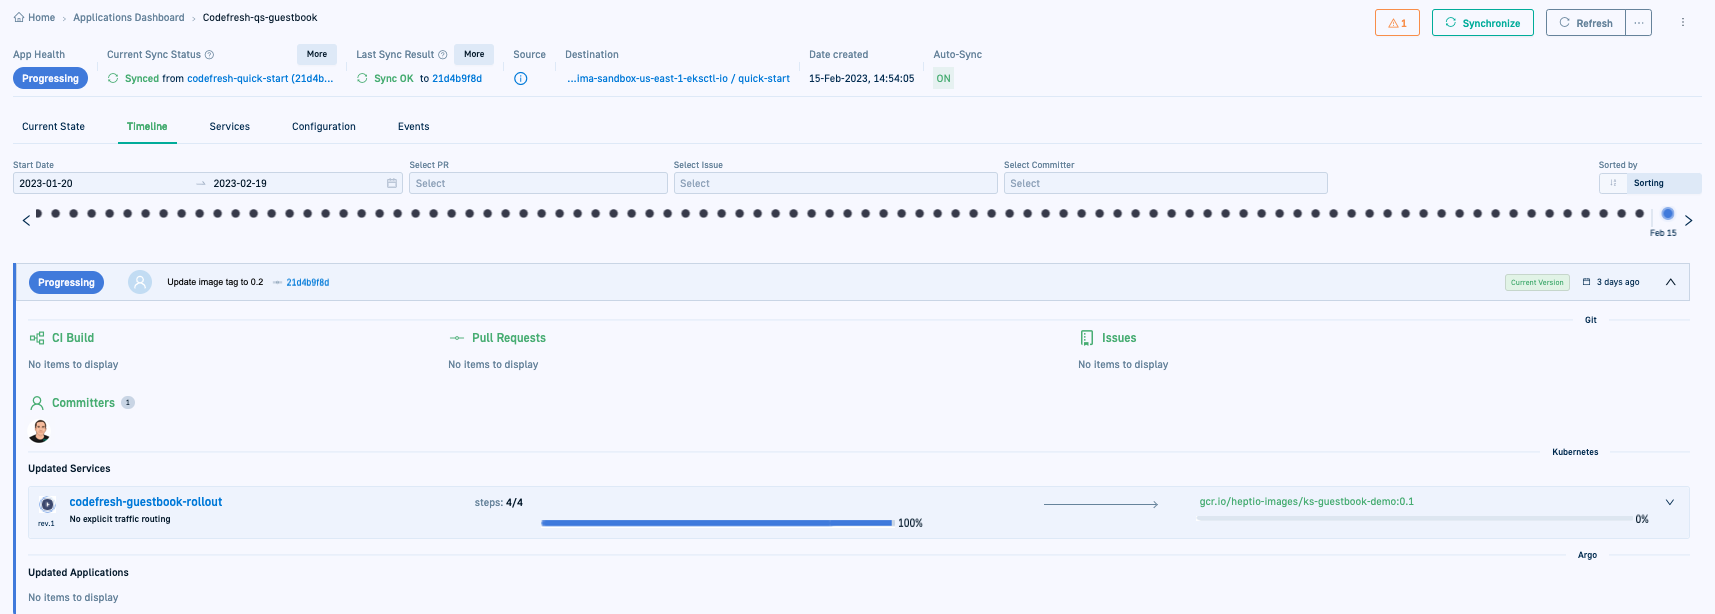 Home > Applications Dashboard > Codefresh-qs-guestbook
1
Synchronize
Refresh
...
App Health
Current Sync Status
More
Last Sync Result
More
Source
Destination
Date created
Auto-Sync
Progressing
Synced from codefresh-quick-start (21d4b...
Sync OK to 21d4b9f8d
...ima-sandbox-us-east-1-eksctl-io / quick-start
15-Feb-2023, 14:54:05
ON
Current State
Timeline
Services
Configuration
Events
Start Date
Select PR
Select Issue
Select Committer
Sorted by
2023-01-20
2023-02-19
Select
Select
Select
Sorting
Feb 15
Progressing
Update image tag to 0.2
21d4b9f8d
Current Version
3 days ago
Git
CI Build
Pull Requests
Issues
No items to display
No items to display
No items to display
Committers 1
Kubernetes
Updated Services
codefresh-guestbook-rollout
steps: 4/4
gcr.io/heptio-images/ks-guestbook-demo:0.1
rev.1
No explicit traffic routing
100%
0%
Argo
Updated Applications
No items to display